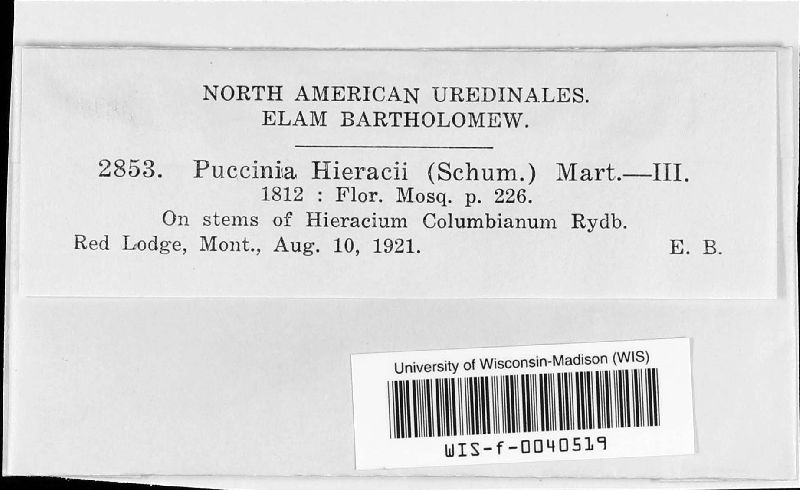 NORTH AMERICAN UREDINALES.
ELAM BARTHOLOMEW.
2853. Puccinia Hieracii (Schum.) Mart.—III.
1812 : Flor. Mosq. p. 226.
On stems of Hieracium Columbianum Rydb.
Red Lodge, Mont., Aug. 10, 1921. E. B.
University of Wisconsin-Madison (WIS)
WIS-f-0040519